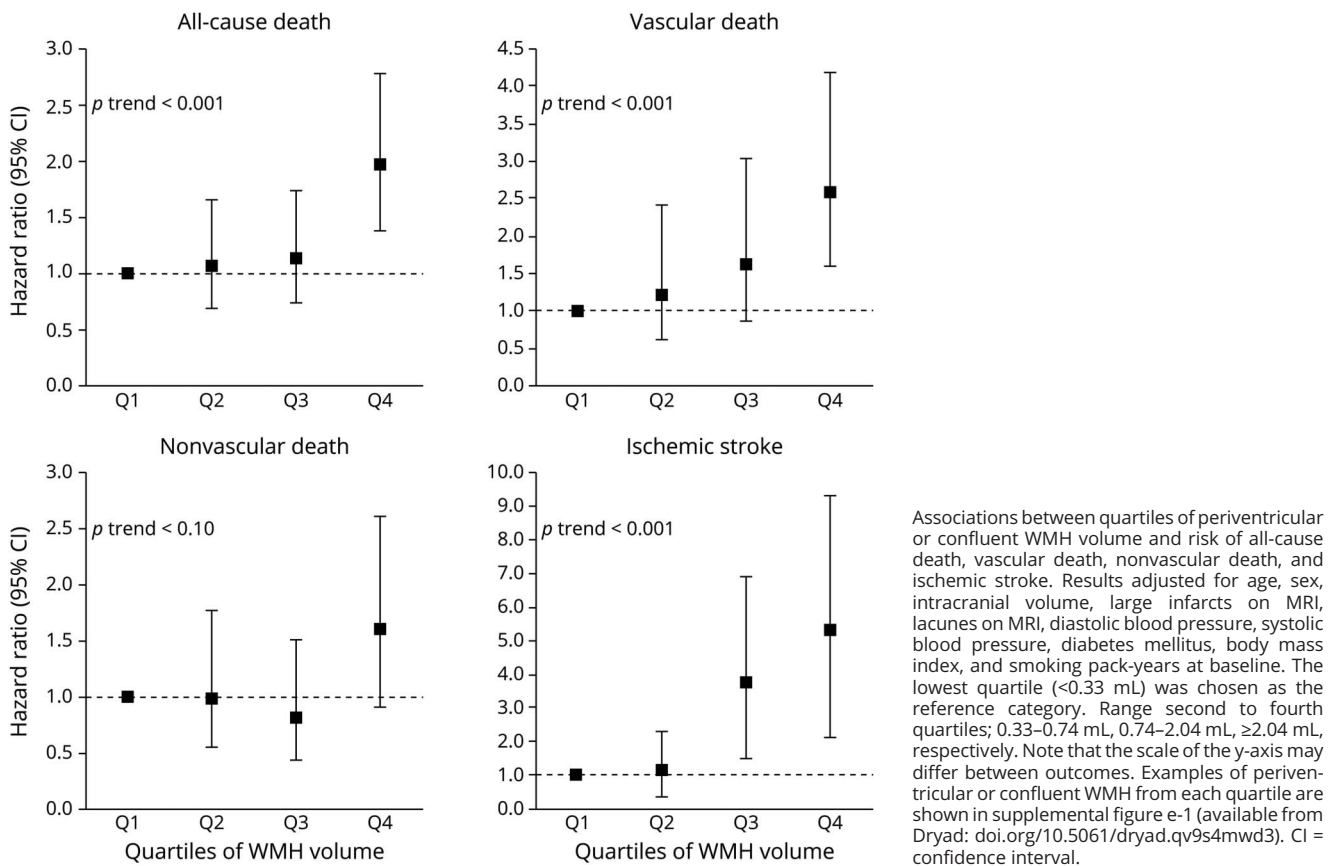 All-cause death
3.0
2.5
2.0
1.5
1.0
0.5
0.0
Hazard ratio (95% CI)
p trend < 0.001
Q1 Q2 Q3 Q4
Vascular death
4.5
4.0
3.5
3.0
2.5
2.0
1.5
1.0
0.5
0.0
p trend < 0.001
Q1 Q2 Q3 Q4
Nonvascular death
3.0
2.5
2.0
1.5
1.0
0.5
0.0
Hazard ratio (95% CI)
p trend < 0.10
Q1 Q2 Q3 Q4
Quartiles of WMH volume
Ischemic stroke
10.0
9.0
8.0
7.0
6.0
5.0
4.0
3.0
2.0
1.0
0.0
p trend < 0.001
Q1 Q2 Q3 Q4
Quartiles of WMH volume
Associations between quartiles of periventricular
or confluent WMH volume and risk of all-cause
death, vascular death, nonvascular death, and
ischemic stroke. Results adjusted for age, sex,
intracranial volume, large infarcts on MRI,
lacunes on MRI, diastolic blood pressure, systolic
blood pressure, diabetes mellitus, body mass
index, and smoking pack-years at baseline. The
lowest quartile (<0.33 mL) was chosen as the
reference category. Range second to fourth
quartiles; 0.33–0.74 mL, 0.74–2.04 mL, ≥2.04 mL,
respectively. Note that the scale of the y-axis may
differ between outcomes. Examples of periven-
tricular or confluent WMH from each quartile are
shown in supplemental figure e-1 (available from
Dryad: doi.org/10.5061/dryad.qv9s4mwd3). CI =
confidence interval.